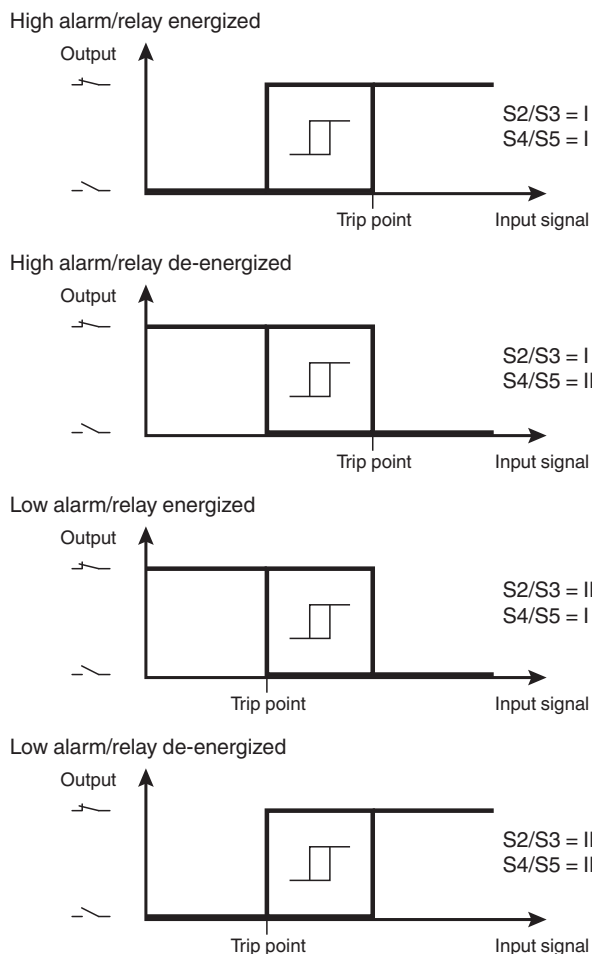 High alarm/relay energized
Output
S2/S3 = I
S4/S5 = I
Trip point
Input signal
High alarm/relay de-energized
Output
S2/S3 = I
S4/S5 = II
Trip point
Input signal
Low alarm/relay energized
Output
S2/S3 = II
S4/S5 = I
Trip point
Input signal
Low alarm/relay de-energized
Output
S2/S3 = II
S4/S5 = II
Trip point
Input signal